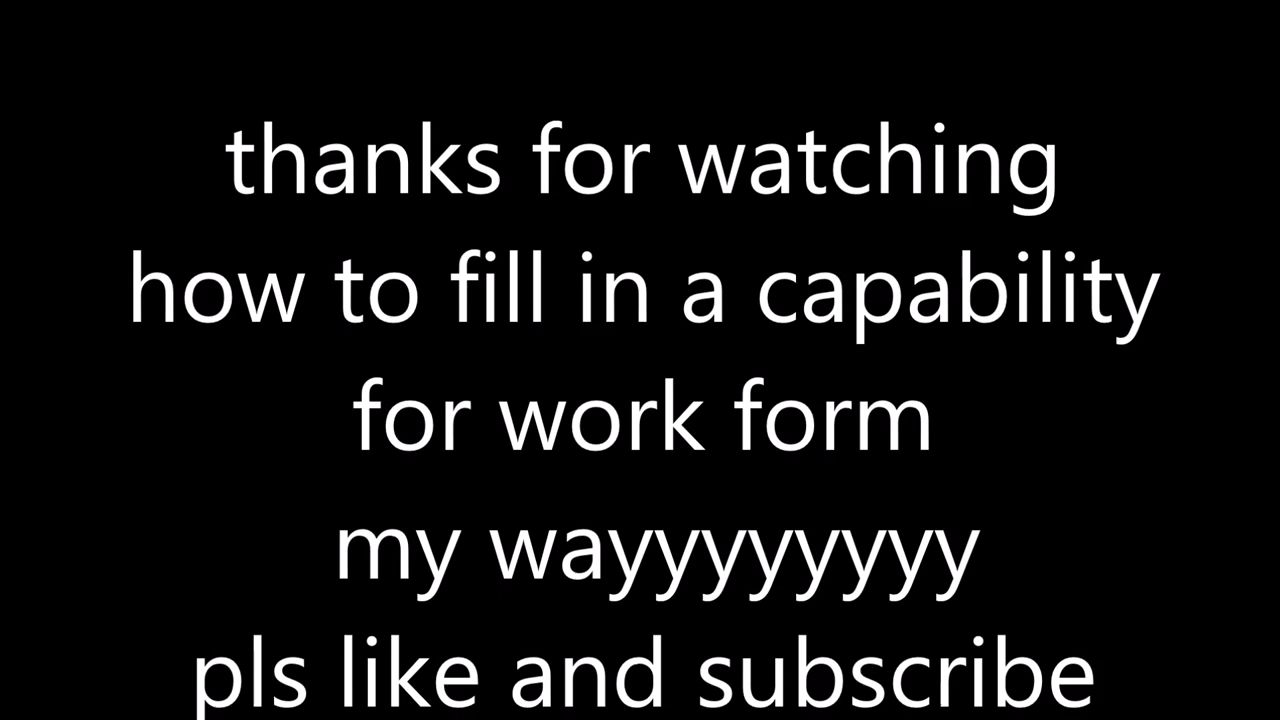 thanks for watching
how to fill in a capability
for work form
my wayyyyyyyy
pls like and subscribe